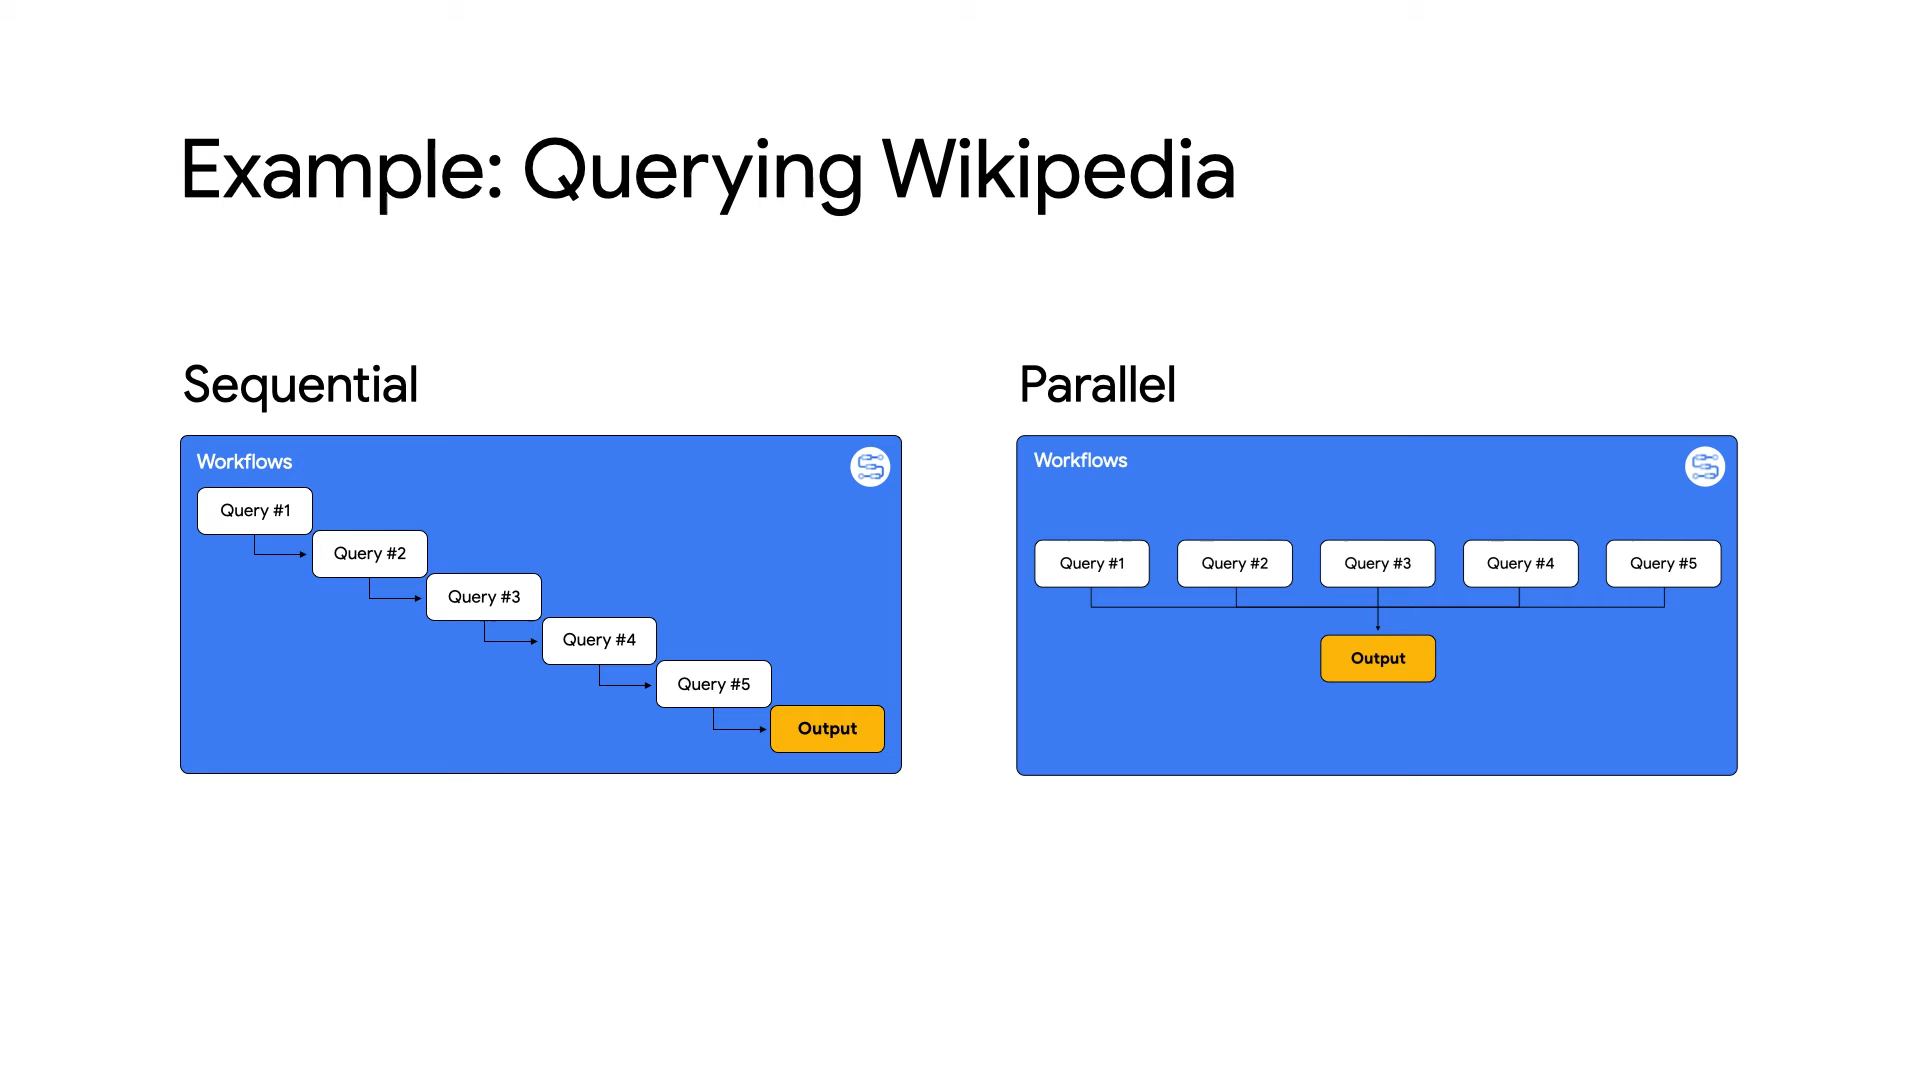 Example: Querying Wikipedia
Sequential
Workflows
Query #1
Query #2
Query #3
Query #4
Query #5
Output
Parallel
Workflows
Query #1
Query #2
Query #3
Query #4
Query #5
Output